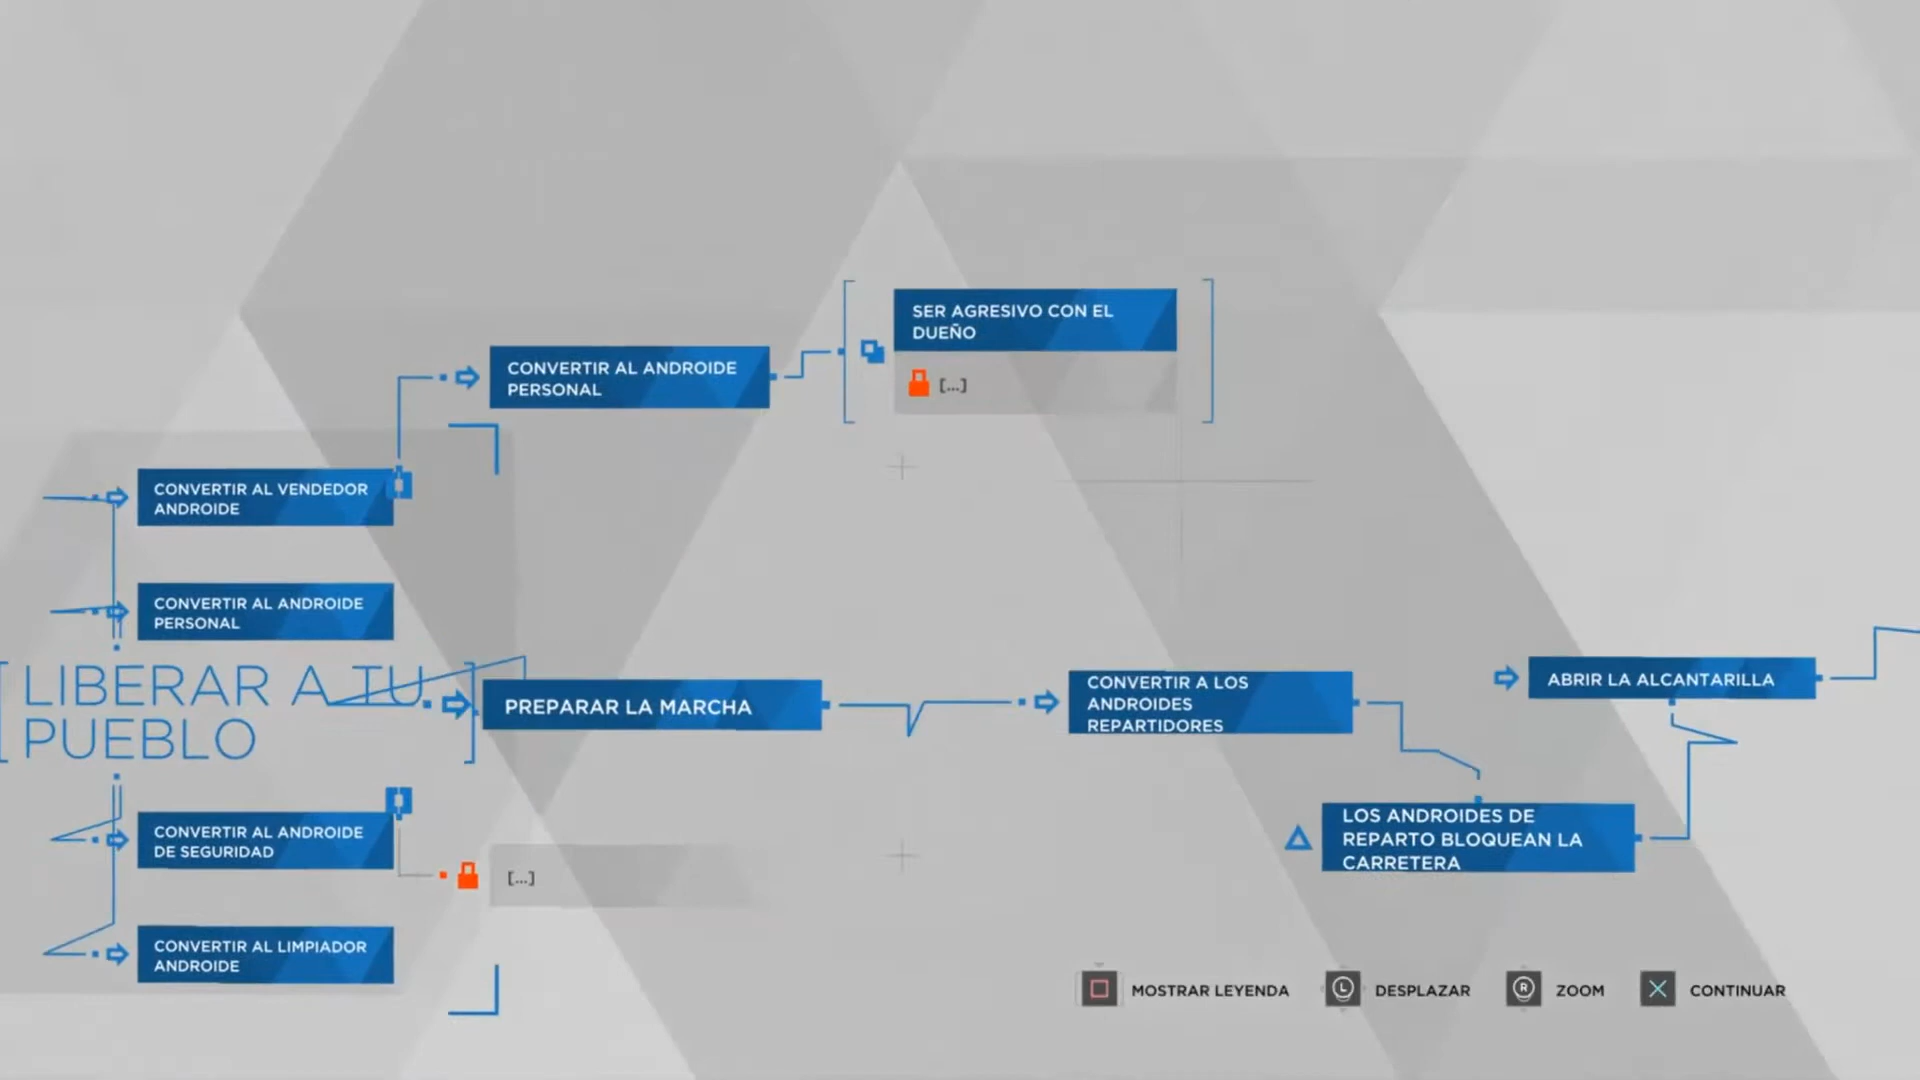 SER AGRESIVO CON EL
DUEÑO
[...]
CONVERTIR AL ANDROIDE
PERSONAL
CONVERTIR AL VENDEDOR
ANDROIDE
CONVERTIR AL ANDROIDE
PERSONAL
LIBERAR A TU
PUEBLO
PREPARAR LA MARCHA
CONVERTIR A LOS
ANDROIDES
REPARTIDORES
ABRIR LA ALCANTARILLA
LOS ANDROIDES DE
REPARTO BLOQUEAN LA
CARRETERA
CONVERTIR AL ANDROIDE
DE SEGURIDAD
[...]
CONVERTIR AL LIMPIADOR
ANDROIDE
MOSTRAR LEYENDA
L DESPLAZAR
R ZOOM
CONTINUAR